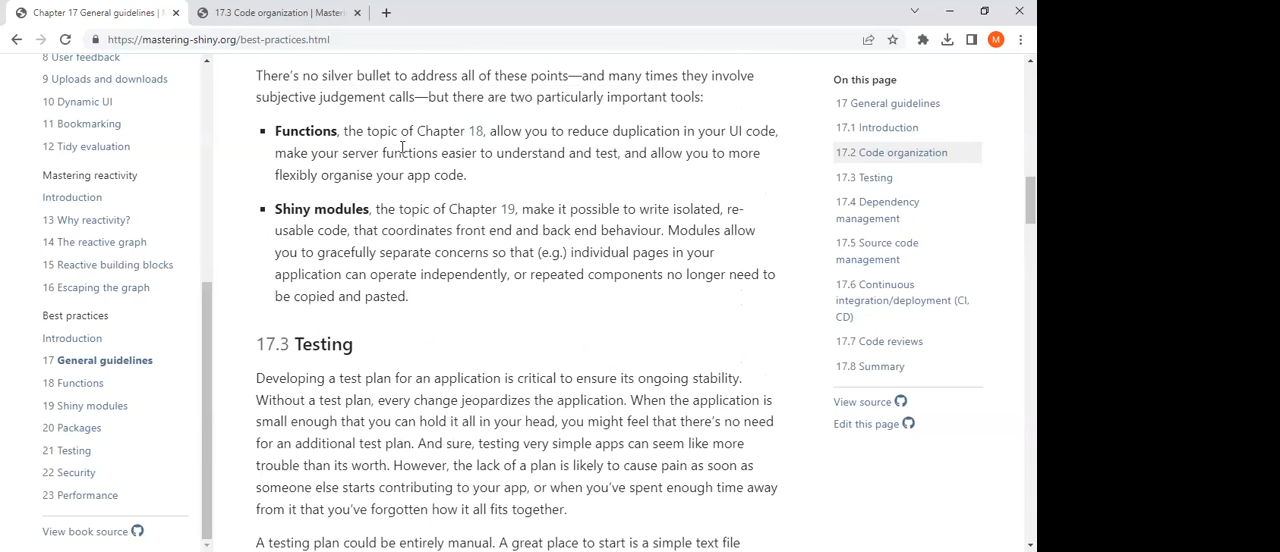 Chapter 17 General guidelines | M
17.3 Code organization | Masterin
https://mastering-shiny.org/best-practices.html
M
8 User feedback
9 Uploads and downloads
10 Dynamic UI
11 Bookmarking
12 Tidy evaluation
Mastering reactivity
Introduction
13 Why reactivity?
14 The reactive graph
15 Reactive building blocks
16 Escaping the graph
Best practices
Introduction
17 General guidelines
18 Functions
19 Shiny modules
20 Packages
21 Testing
22 Security
23 Performance
View book source
There's no silver bullet to address all of these points—and many times they involve
subjective judgement calls—but there are two particularly important tools:
Functions, the topic of Chapter 18, allow you to reduce duplication in your UI code,
make your server functions easier to understand and test, and allow you to more
flexibly organise your app code.
Shiny modules, the topic of Chapter 19, make it possible to write isolated, re-
usable code, that coordinates front end and back end behaviour. Modules allow
you to gracefully separate concerns so that (e.g.) individual pages in your
application can operate independently, or repeated components no longer need to
be copied and pasted.
17.3 Testing
Developing a test plan for an application is critical to ensure its ongoing stability.
Without a test plan, every change jeopardizes the application. When the application is
small enough that you can hold it all in your head, you might feel that there's no need
for an additional test plan. And sure, testing very simple apps can seem like more
trouble than its worth. However, the lack of a plan is likely to cause pain as soon as
someone else starts contributing to your app, or when you've spent enough time away
from it that you've forgotten how it all fits together.
A testing plan could be entirely manual. A great place to start is a simple text file
On this page
17 General guidelines
17.1 Introduction
17.2 Code organization
17.3 Testing
17.4 Dependency
management
17.5 Source code
management
17.6 Continuous
integration/deployment (CI,
CD)
17.7 Code reviews
17.8 Summary
View source
Edit this page